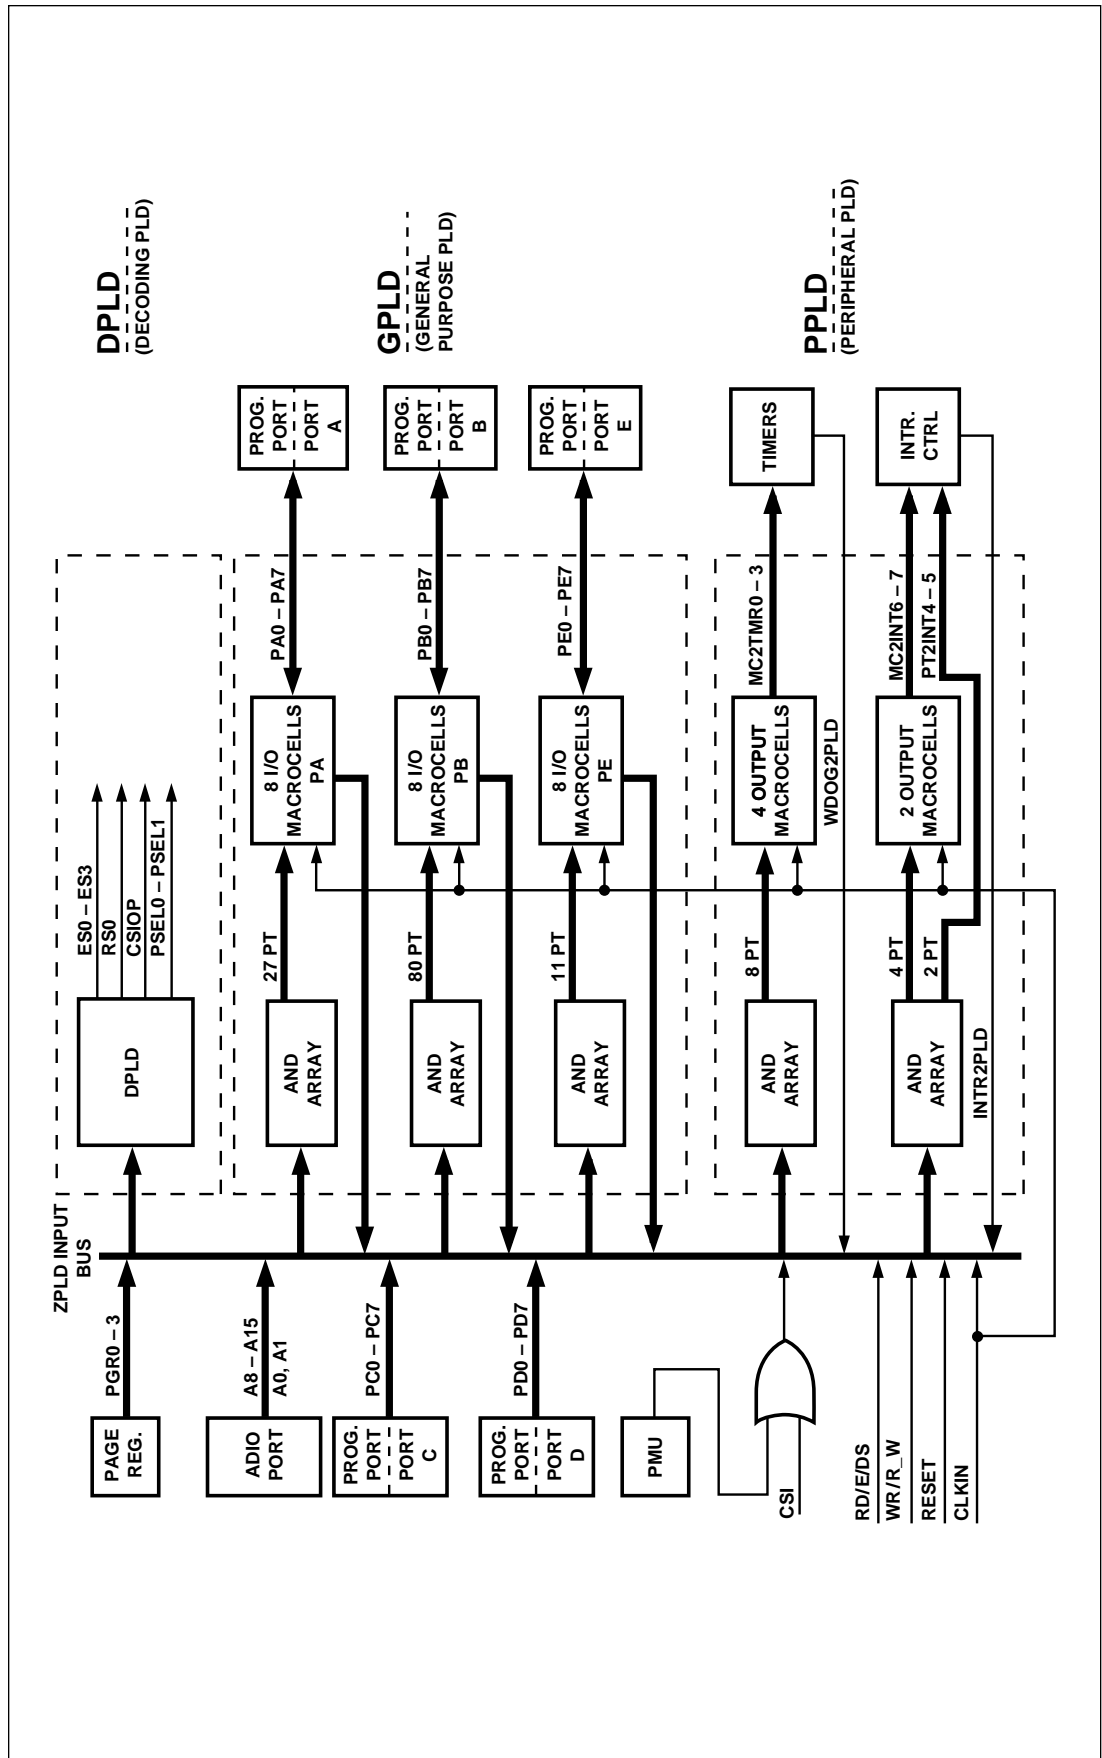 DPLD
(DECODING PLD)
GPLD
(GENERAL
PURPOSE PLD)
PPLD
(PERIPHERAL PLD)
ZPLD INPUT
BUS
PAGE
REG.
PGR0 – 3
DPLD
ES0 – ES3
RS0
CSIOP
PSEL0 – PSEL1
ADIO
PORT
A8 – A15
A0, A1
AND
ARRAY
27 PT
8 I/O
MACROCELLS
PA
PA0 – PA7
PROG.
PORT
PORT
A
PROG.
PORT
PORT
C
PC0 – PC7
AND
ARRAY
80 PT
8 I/O
MACROCELLS
PB
PB0 – PB7
PROG.
PORT
PORT
B
PROG.
PORT
PORT
D
PD0 – PD7
AND
ARRAY
11 PT
8 I/O
MACROCELLS
PE
PE0 – PE7
PROG.
PORT
PORT
E
PMU
CSI
AND
ARRAY
8 PT
4 OUTPUT
MACROCELLS
MC2TMR0 – 3
TIMERS
WDOG2PLD
RD/E/DS
WR/R_W
RESET
CLKIN
AND
ARRAY
4 PT
2 PT
2 OUTPUT
MACROCELLS
MC2INT6 – 7
PT2INT4 – 5
INTR.
CTRL
INTR2PLD